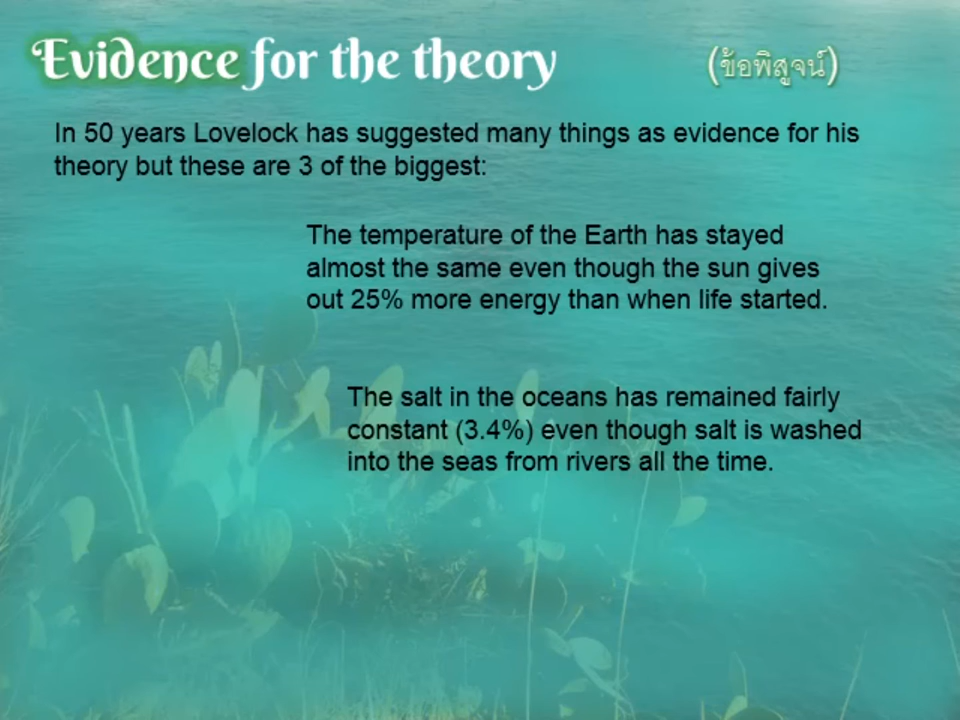 Evidence for the theory (ข้อพิสูจน์)
In 50 years Lovelock has suggested many things as evidence for his
theory but these are 3 of the biggest:
The temperature of the Earth has stayed
almost the same even though the sun gives
out 25% more energy than when life started.
The salt in the oceans has remained fairly
constant (3.4%) even though salt is washed
into the seas from rivers all the time.